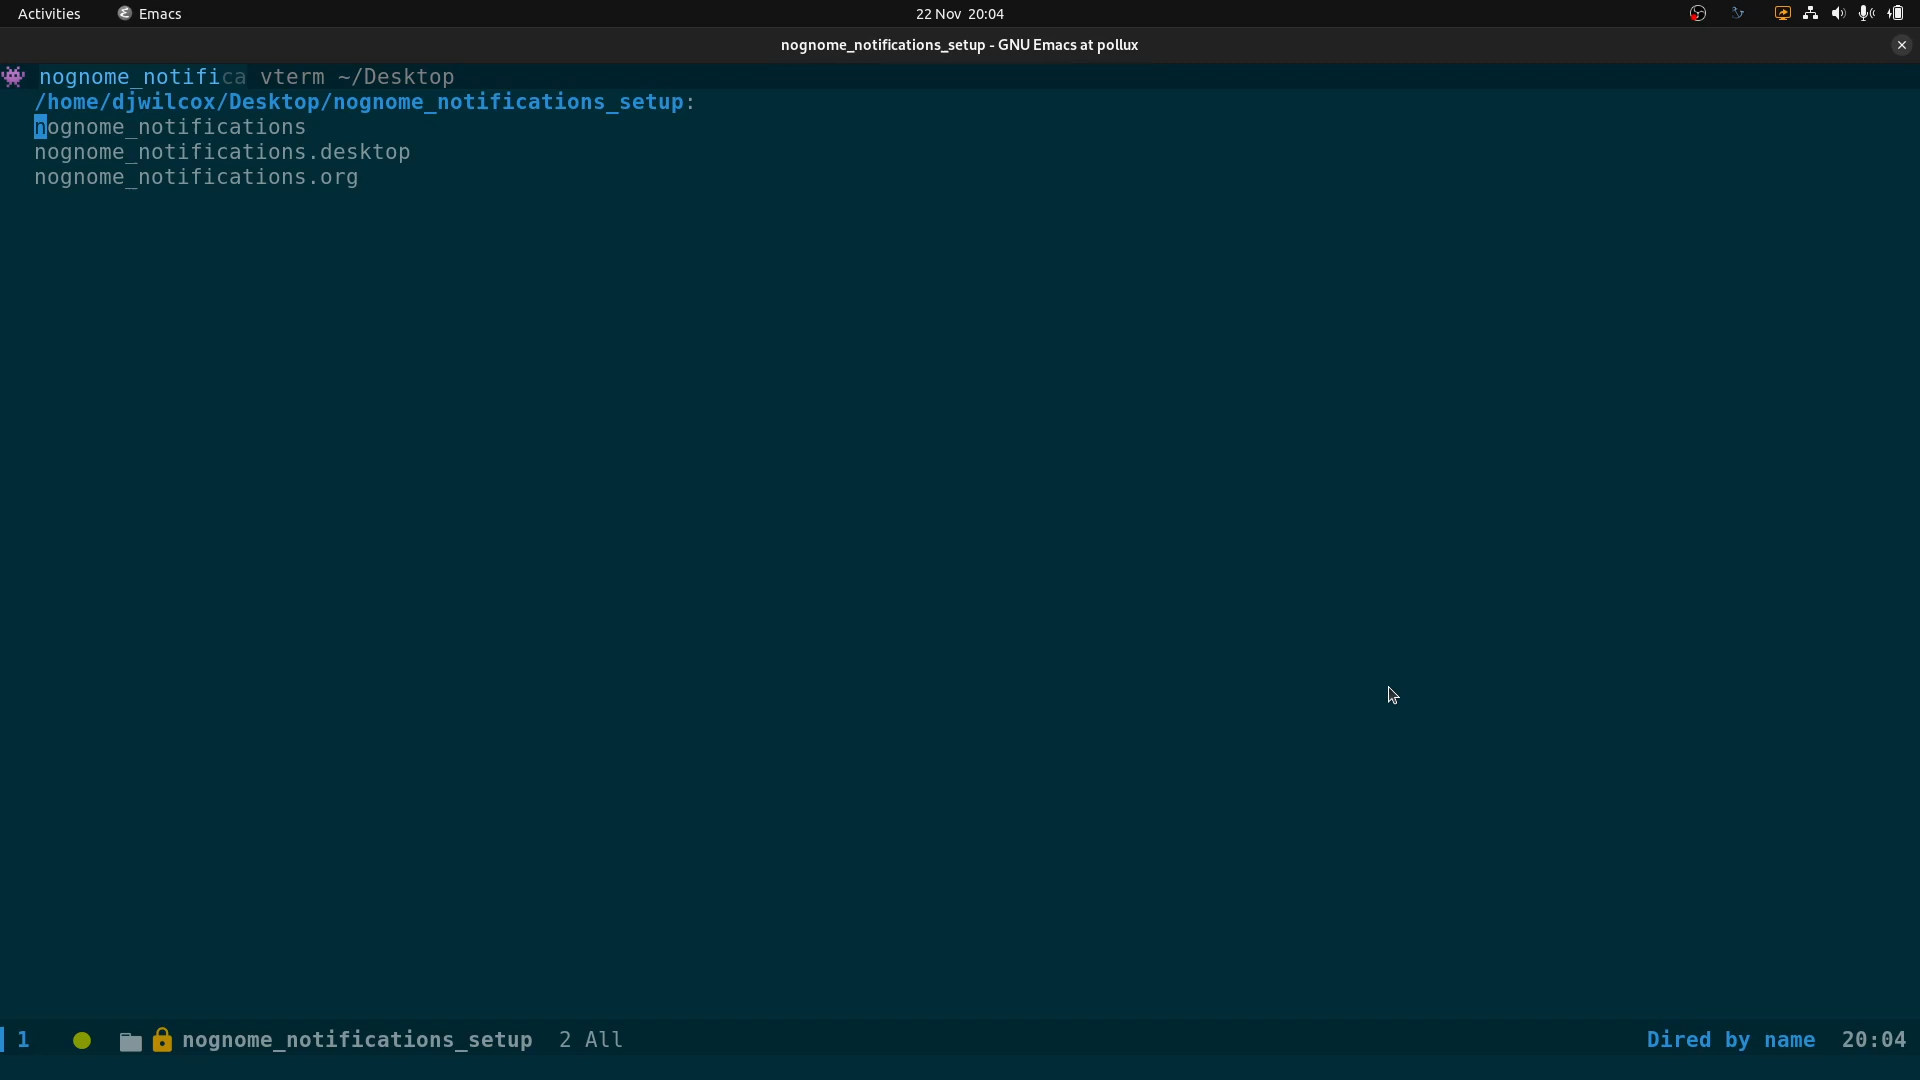 Activities Emacs 22 Nov 20:04
nognome_notifications_setup - GNU Emacs at pollux
nognome_notifica vterm ~/Desktop
/home/djwilcox/Desktop/nognome_notifications_setup:
nognome_notifications
nognome_notifications.desktop
nognome_notifications.org
1 nognome_notifications_setup 2 All Dired by name 20:04